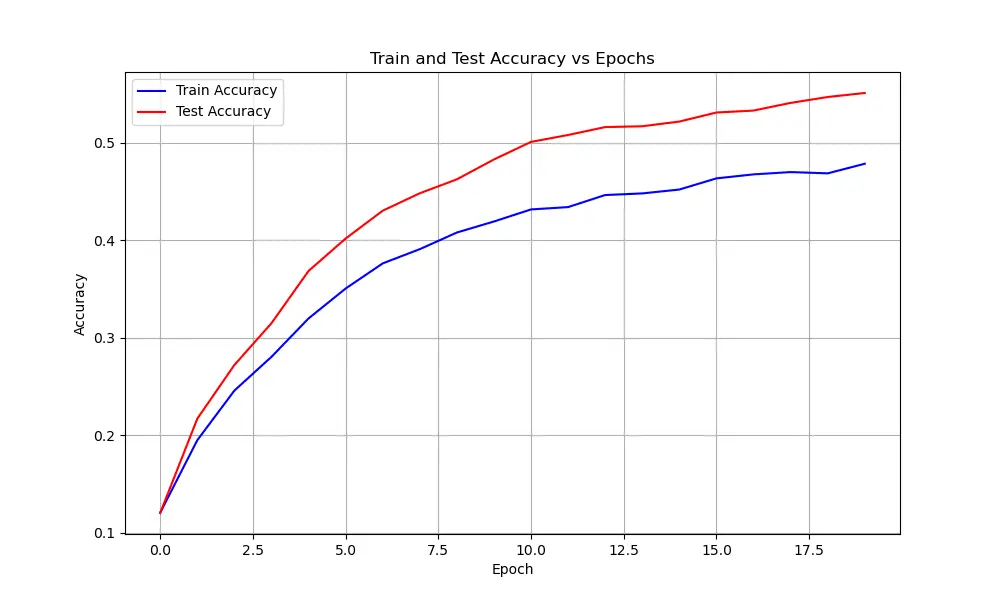 Train and Test Accuracy vs Epochs
Train Accuracy
Test Accuracy
Accuracy
0.5
0.4
0.3
0.2
0.1
0.0 2.5 5.0 7.5 10.0 12.5 15.0 17.5
Epoch